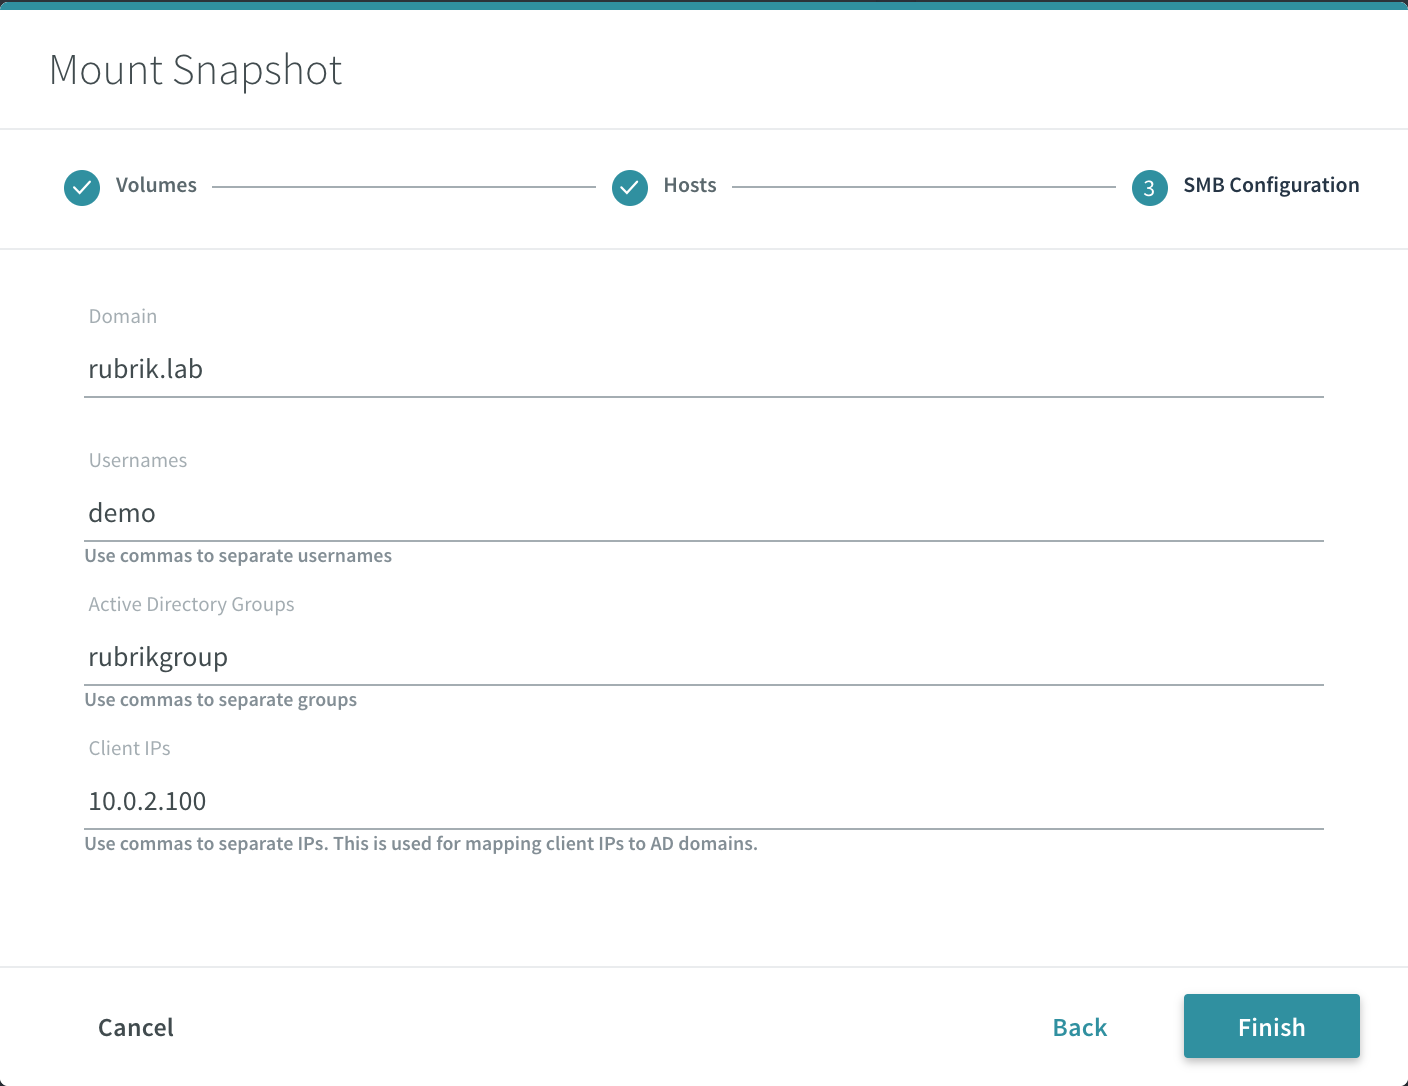 Mount Snapshot
Volumes
Hosts
3 SMB Configuration
Domain
rubrik.lab
Usernames
demo
Use commas to separate usernames
Active Directory Groups
rubrikgroup
Use commas to separate groups
Client IPs
10.0.2.100
Use commas to separate IPs. This is used for mapping client IPs to AD domains.
Cancel
Back
Finish